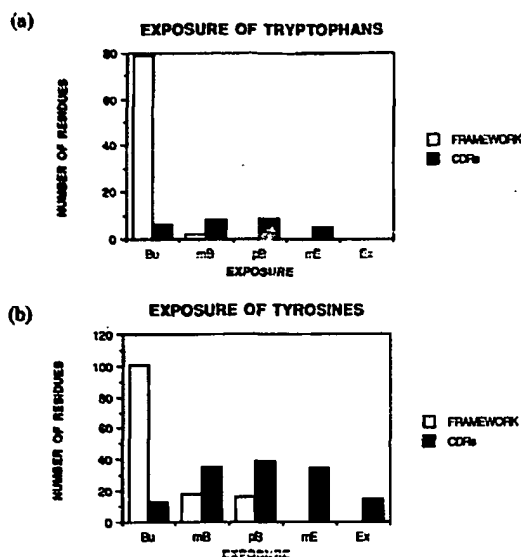 (a)
EXPOSURE OF TRYPTOPHANS
NUMBER OF RESIDUES
80
60
40
20
0
Bu mB pB mE Ex
EXPOSURE
FRAMEWORK
CDRs
(b)
EXPOSURE OF TYROSINES
NUMBER OF RESIDUES
120
100
80
60
40
20
0
Bu mB pB mE Ex
EXPOSURE
FRAMEWORK
CDRs